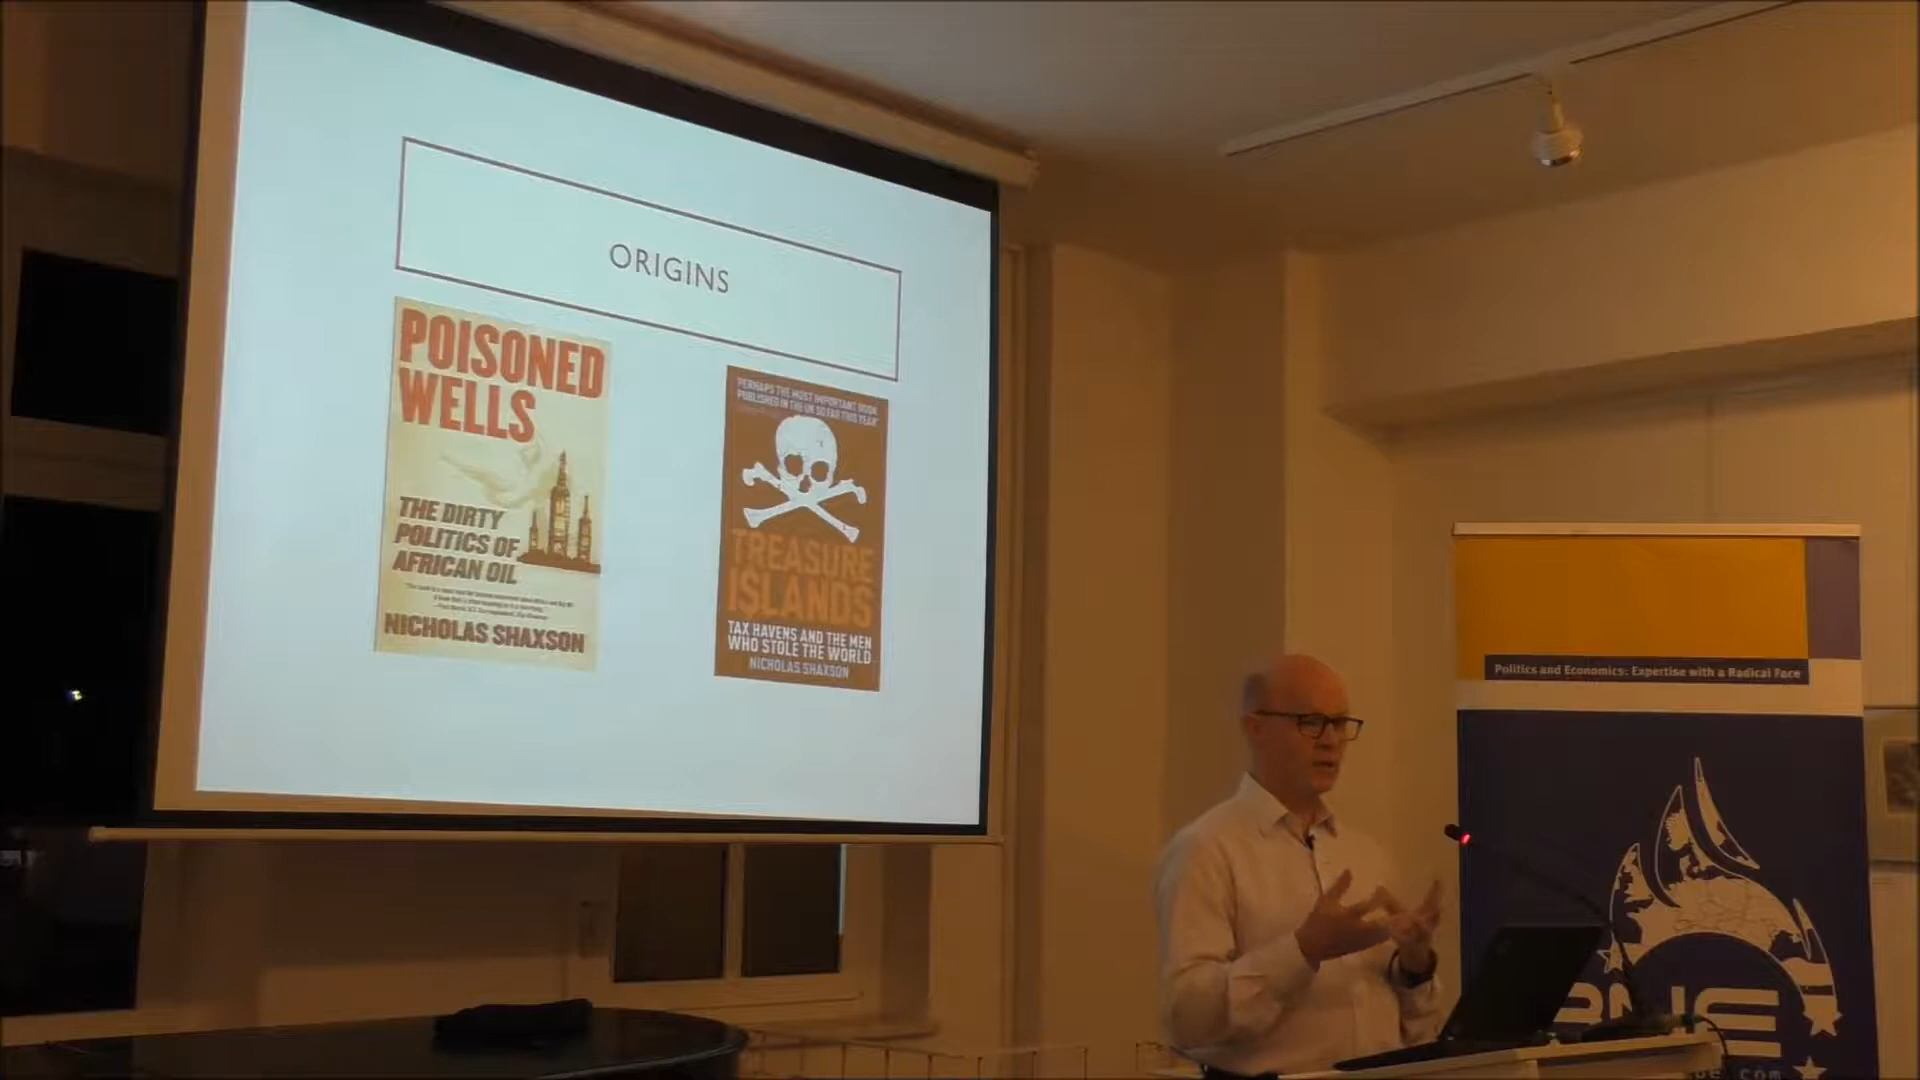 ORIGINS
POISONED
WELLS
THE DIRTY
POLITICS OF
AFRICAN OIL
NICHOLAS SHAXSON
PERHAPS THE MOST IMPORTANT BOOK
PUBLISHED IN THE UK SO FAR THIS YEAR
TREASURE
ISLANDS
TAX HAVENS AND THE MEN
WHO STOLE THE WORLD
NICHOLAS SHAXSON
Politics and Economics: Expertise with a Radical Face